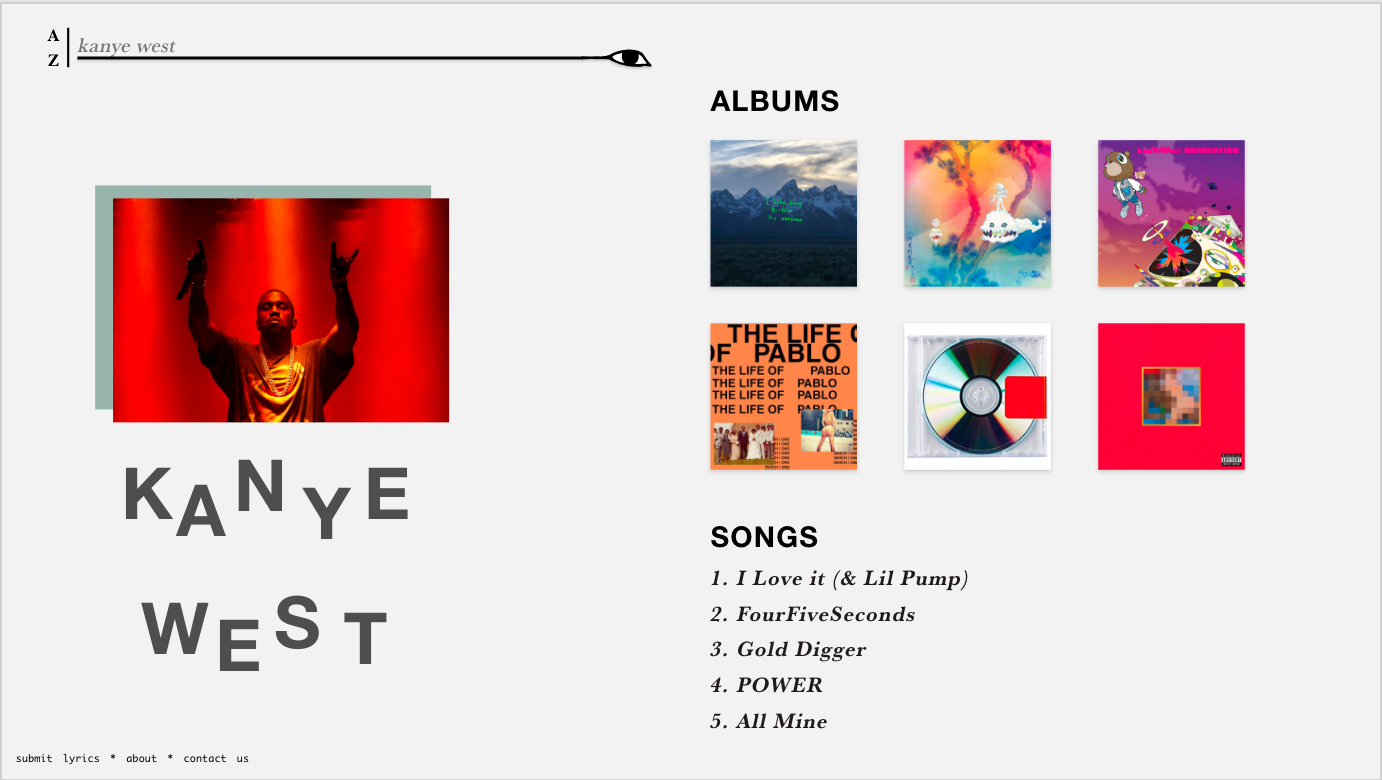 A
Z
kanye west
KANYE
WEST
submit lyrics * about * contact us
ALBUMS
GRADUATION
THE LIFE
OF PABLO
THE LIFE OF PABLO
THE LIFE OF PABLO
THE LIFE OF PABLO
THE LIFE OF PABLO
SONGS
1. I Love it (& Lil Pump)
2. FourFiveSeconds
3. Gold Digger
4. POWER
5. All Mine